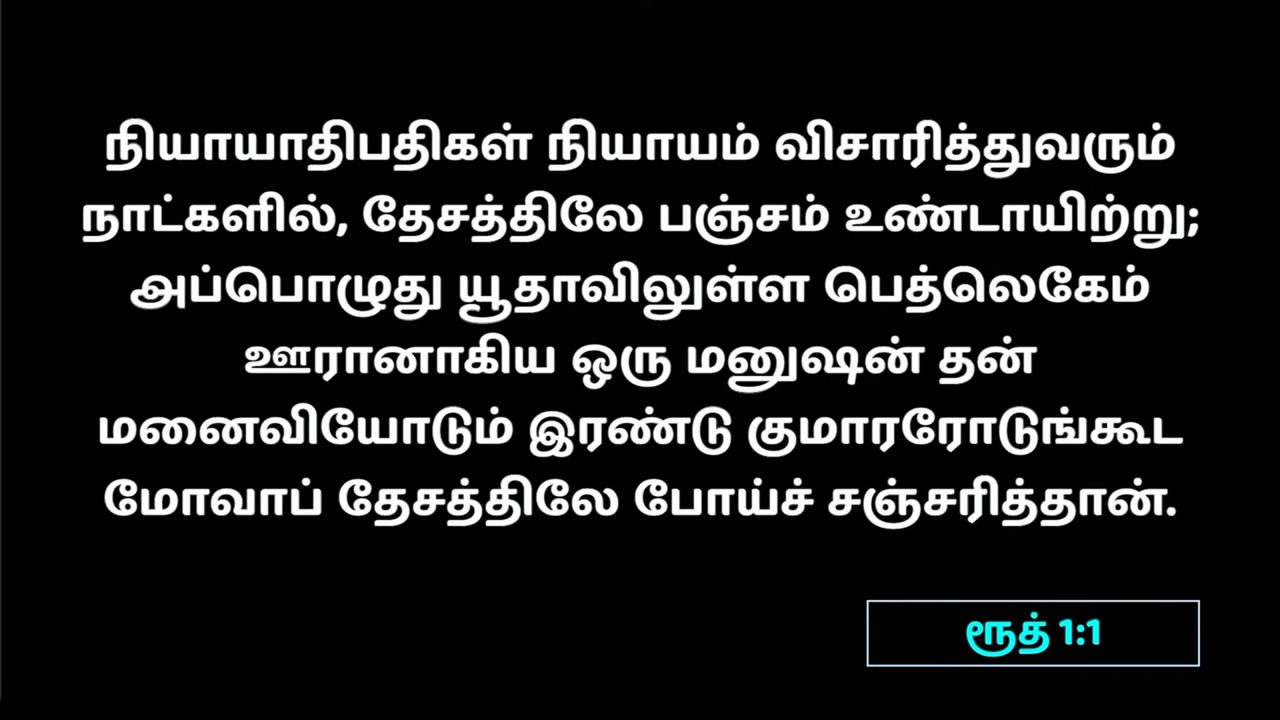 நியாயாதிபதிகள் நியாயம் விசாரித்துவரும்
நாட்களில், தேசத்திலே பஞ்சம் உண்டாயிற்று;
அப்பொழுது யூதாவிலுள்ள பெத்லெகேம்
ஊரானாகிய ஒரு மனுஷன் தன்
மனைவியோடும் இரண்டு குமாரரோடுங்கூட
மோவாப் தேசத்திலே போய்ச் சஞ்சரித்தான்.
ரூத் 1:1